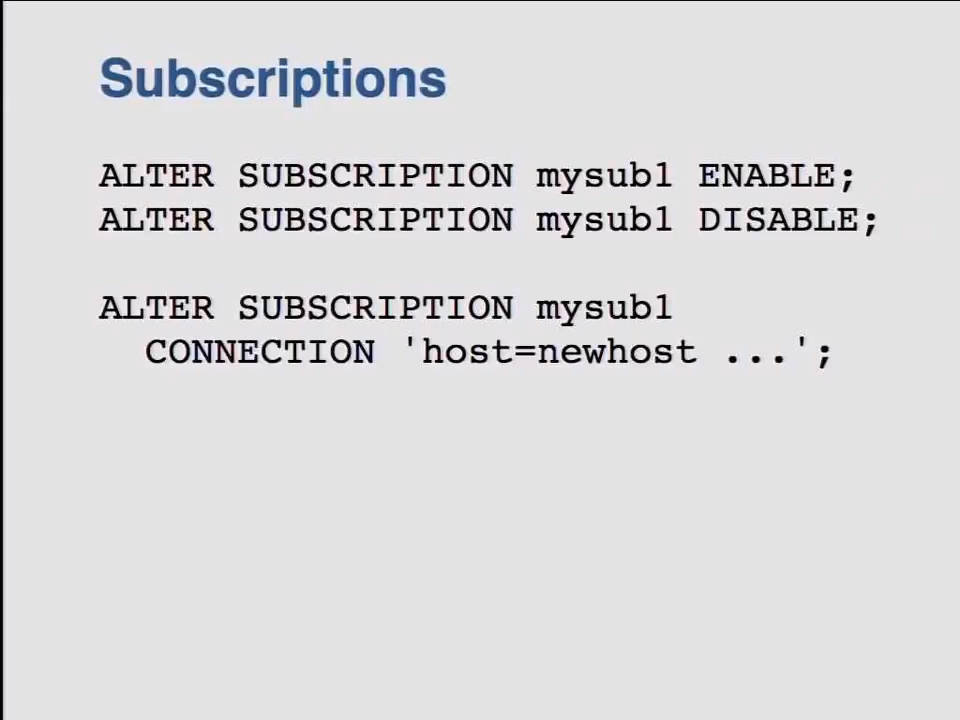 Subscriptions
ALTER SUBSCRIPTION mysub1 ENABLE;
ALTER SUBSCRIPTION mysub1 DISABLE;
ALTER SUBSCRIPTION mysub1
CONNECTION 'host=newhost ...';